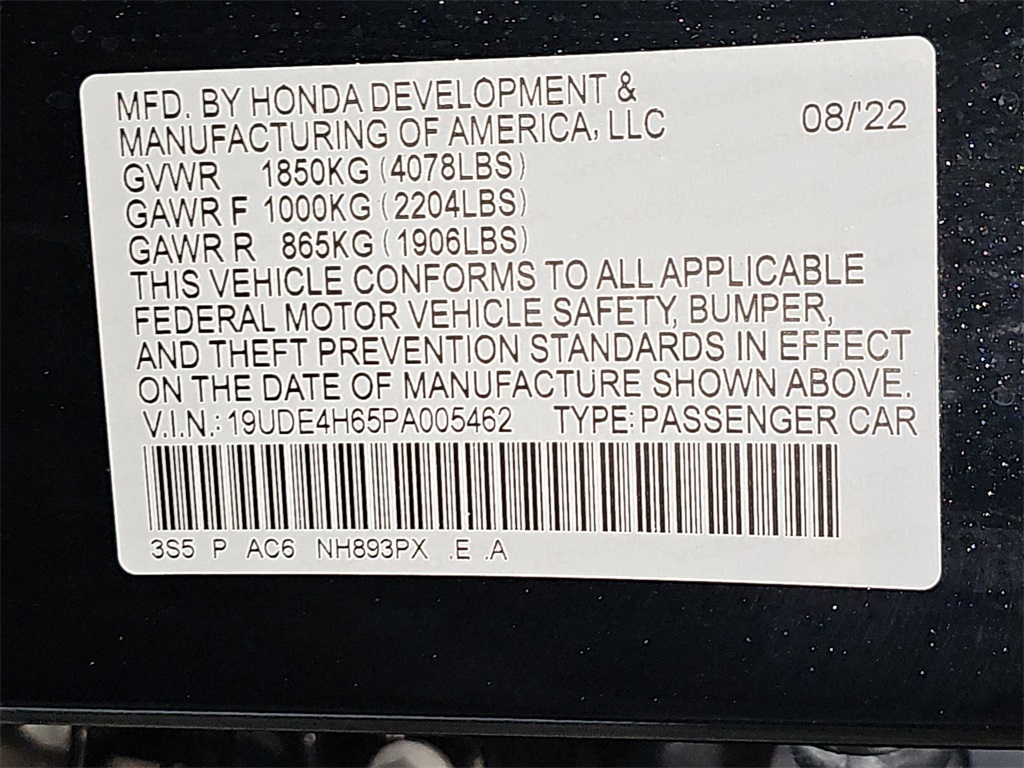 MFD. BY HONDA DEVELOPMENT &
MANUFACTURING OF AMERICA, LLC
08/'22
GVWR 1850KG (4078LBS)
GAWR F 1000KG (2204LBS)
GAWR R 865KG (1906LBS)
THIS VEHICLE CONFORMS TO ALL APPLICABLE
FEDERAL MOTOR VEHICLE SAFETY, BUMPER,
AND THEFT PREVENTION STANDARDS IN EFFECT
ON THE DATE OF MANUFACTURE SHOWN ABOVE.
V.I.N.: 19UDE4H65PA005462 TYPE: PASSENGER CAR
3S5 P AC6 NH893PX .E .A